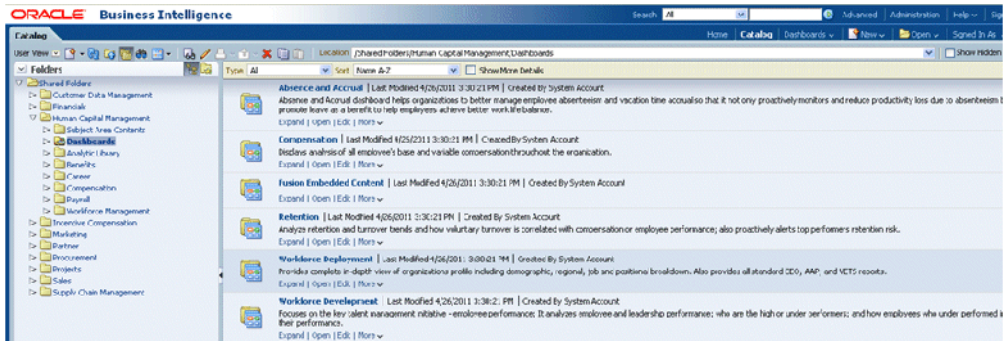 ORACLE Business Intelligence
Search All Advanced Administration Help
Catalog
Home Catalog Dashboards New Open Signed In As
User View Location /Shared Folders/Human Capital Management/Dashboards Show Hidden
Folders
Type All Sort Name A-Z Show More Details
Shared Folders
Customer Data Management
Financials
Human Capital Management
Subject Area Contents
Dashboards
Analytic Library
Benefits
Career
Compensation
Payroll
Workforce Management
Incentive Compensation
Marketing
Partner
Procurement
Projects
Sales
Supply Chain Management
Absence and Accrual | Last Modified 4/26/2011 3:30:21 PM | Created By System Account
Absence and Accrual dashboard helps organizations to better manage employee absenteeism and vacation time accrual so that it not only proactively monitors and reduce productivity loss due to absenteeism
promote leave as a benefit to help employees achieve better work life balance.
Expand | Open | Edit | More
Compensation | Last Modified 4/25/2011 3:30:21 PM | Created By System Account
Displays analysis of all employee's base and variable compensation throughout the organization.
Expand | Open | Edit | More
Fusion Embedded Content | Last Modified 4/26/2011 3:30:21 PM | Created By System Account
Expand | Open | Edit | More
Retention | Last Modified 4/26/2011 3:30:21 PM | Created By System Account
Analyze retention and turnover trends and how voluntary turnover is correlated with compensation or employee performance; also proactively alerts top performers retention risk.
Expand | Open | Edit | More
Workforce Deployment | Last Modified 4/26/2011 3:30:21 PM | Created By System Account
Provides complete in-depth view of organizations profile including demographic, regional, job and positions breakdown. Also provides all standard EEO, AAP, and VETS reports.
Expand | Open | Edit | More
Workforce Development | Last Modified 4/26/2011 3:30:21 PM | Created By System Account
Focuses on the key talent management initiative - employee performance; It analyzes employee and leadership performance; who are the high or under performers; and how employees who under performed
their performance.
Expand | Open | Edit | More